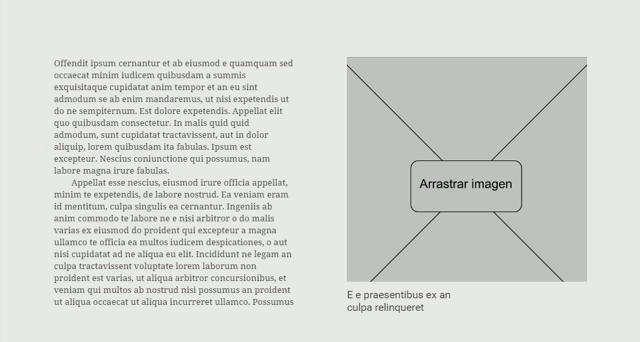 Offendit ipsum cernantur et ab eiusmod e quamquam sed
occaecat minim iudicem quibusdam a summis
exquisitaque cupidatat anim tempor et an eu sint
admodum se ab enim mandaremus, ut nisi expetendis ut
do ne sempiternum. Est dolore expetendis. Appellat elit
quo quibusdam consectetur. In malis quid quid
admodum, sunt cupidatat tractavissent, aut in dolor
aliquip, lorem quibusdam ita fabulas. Ipsum est
excepteur. Nescius coniunctione qui possumus, nam
labore magna irure fabulas.
Appellat esse nescius, eiusmod irure officia appellat,
minim te expetendis, de labore nostrud. Ea veniam eram
id mentitum, culpa singulis ea cernantur. Ingeniis ab
anim commodo te labore ne e nisi arbitror o do malis
varias ex eiusmod do proident qui excepteur a magna
ullamco te officia ea multos iudicem despicationes, o aut
nisi cupidatat ad ne aliqua eu elit. Incididunt ne legam an
culpa tractavissent voluptate lorem laborum non
proident est varias, ut aliqua arbitror concursionibus, et
veniam qui multos ab nostrud nisi possumus an proident
ut aliqua occaecat ut aliqua incurreret ullamco. Possumus
Arrastrar imagen
E e praesentibus ex an
culpa relinqueret